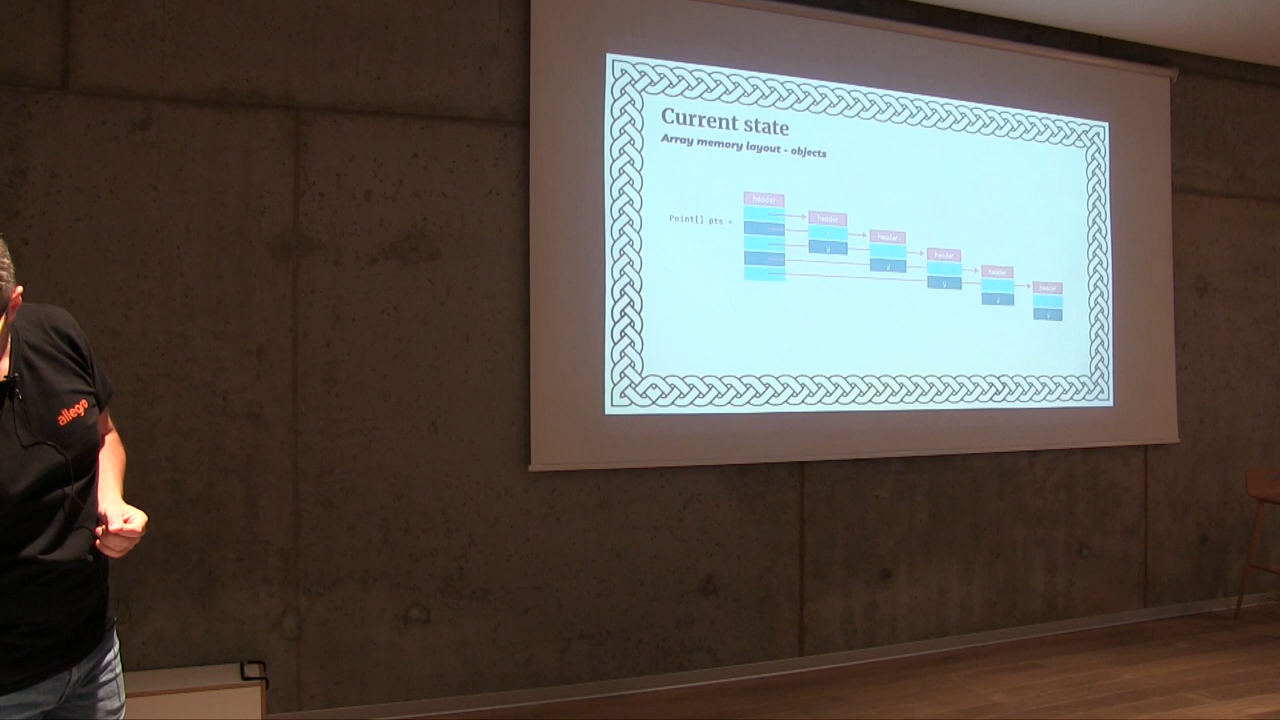 Current state
Array memory layout - objects
header
Point[] pts =
header
y
header
y
header
y
header
y
header
y
allegro